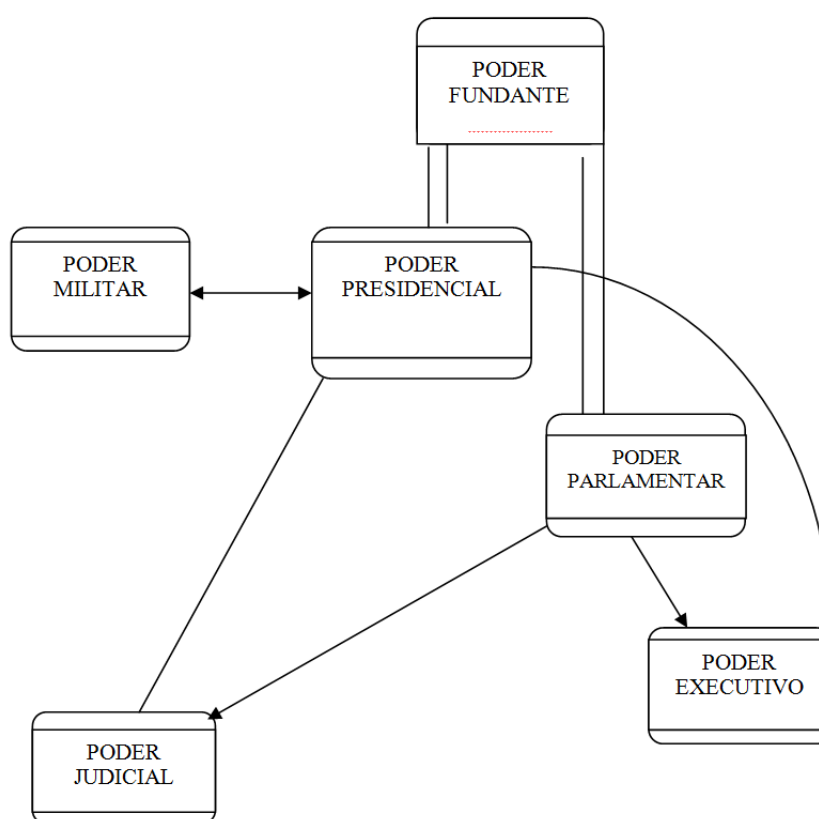 PODER
FUNDANTE
PODER
MILITAR
PODER
PRESIDENCIAL
PODER
PARLAMENTAR
PODER
EXECUTIVO
PODER
JUDICIAL